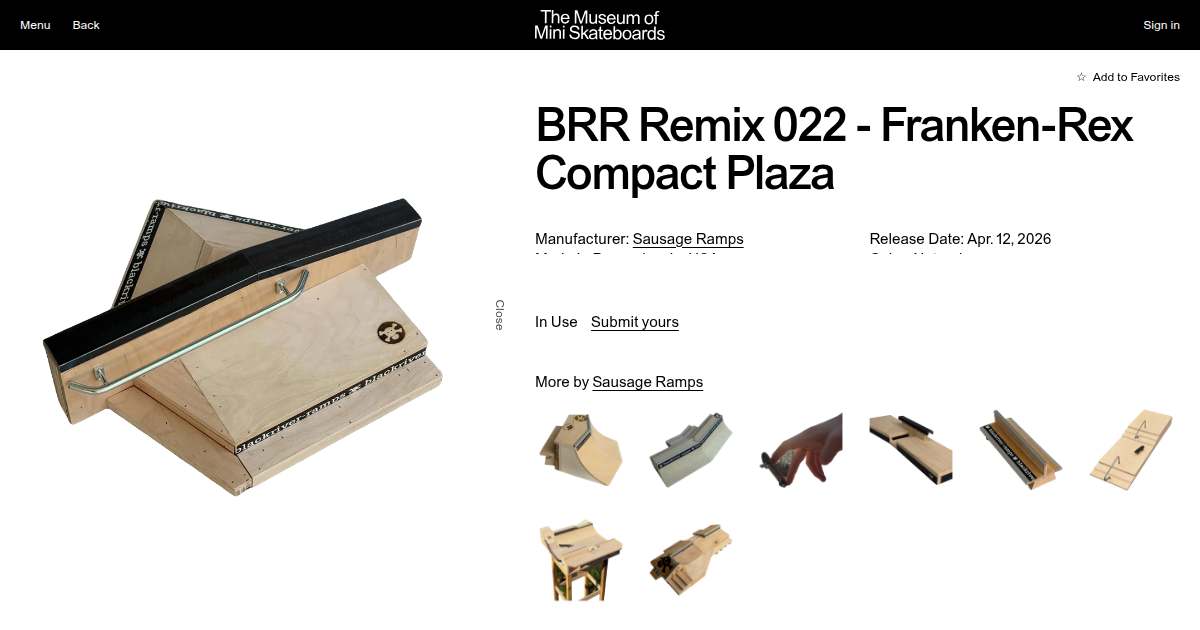 Menu
Back
The Museum of
Mini Skateboards
Sign in
☆ Add to Favorites
BRR Remix 022 - Franken-Rex
Compact Plaza
Manufacturer: Sausage Ramps
Release Date: Apr. 12, 2026
Close
In Use Submit yours
More by Sausage Ramps
blackriver-ramps
blackriver-ramps